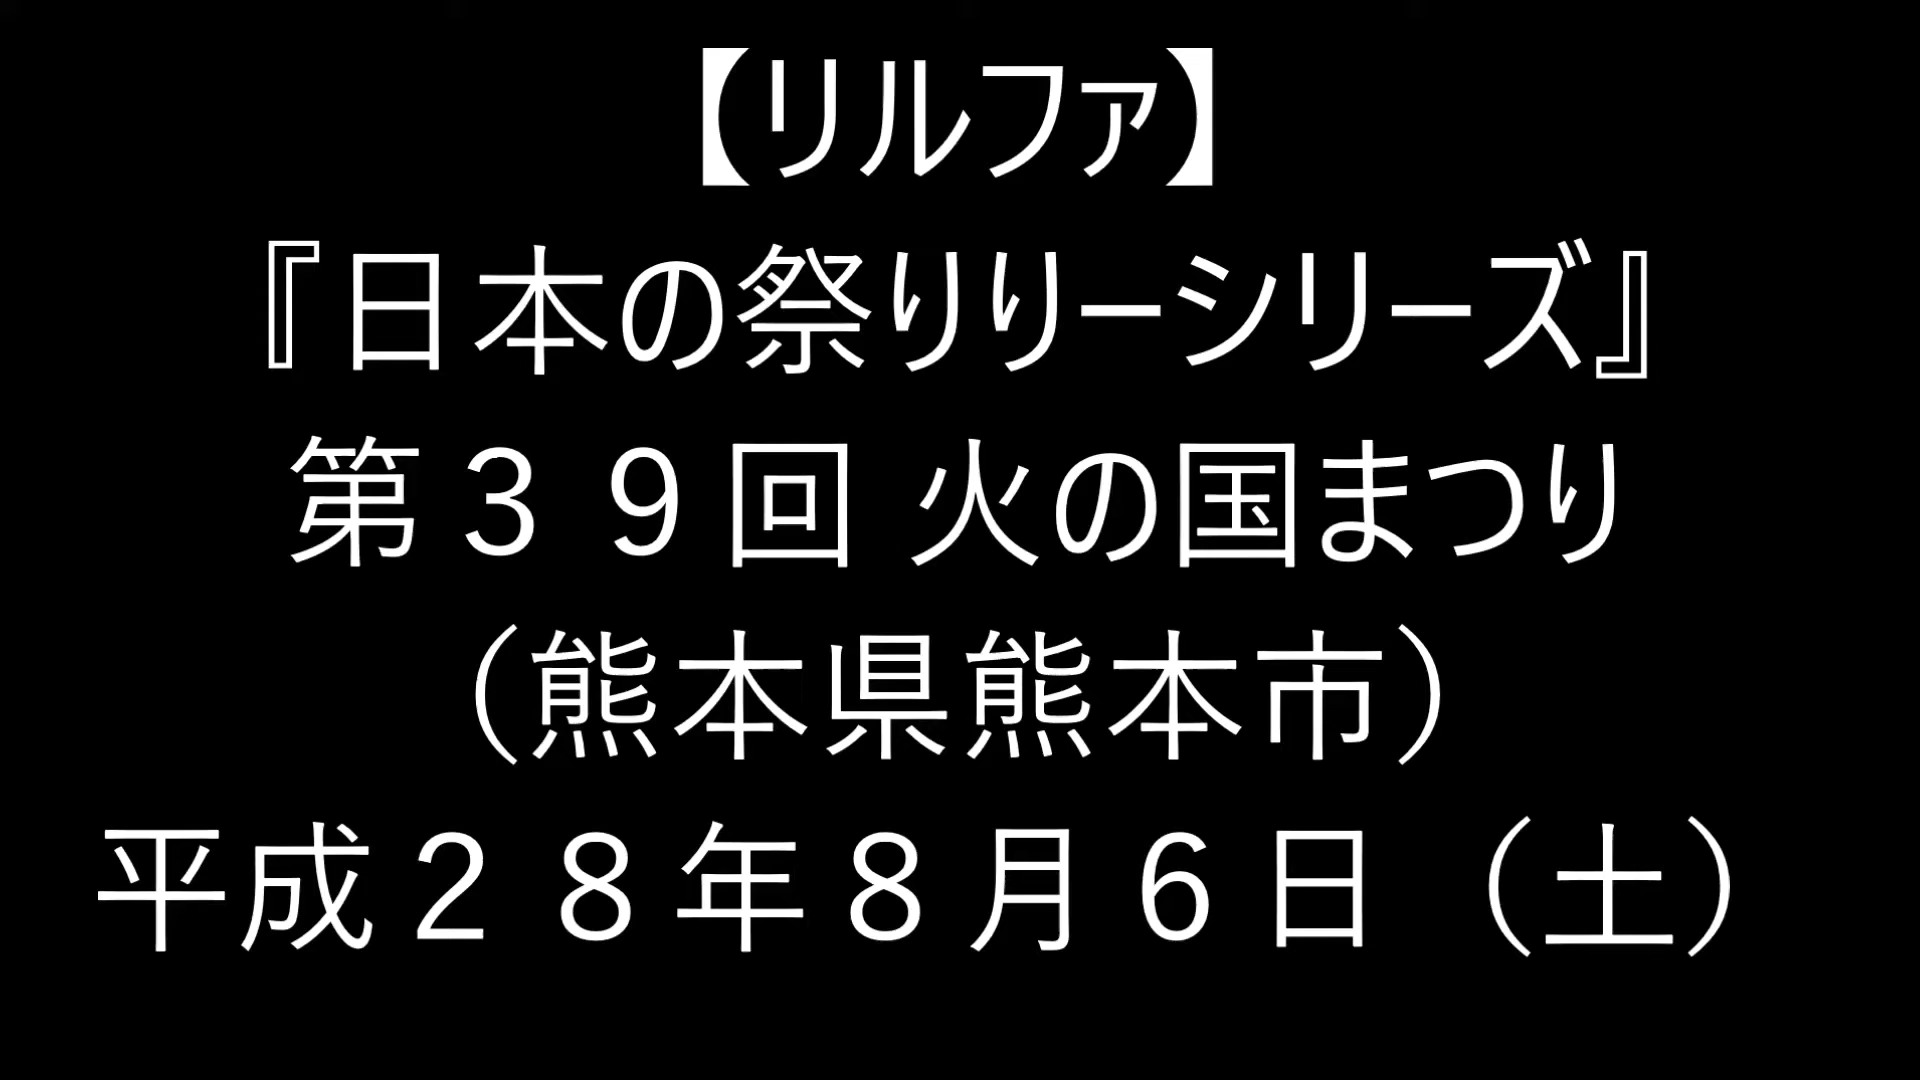 【リルファ】
『日本の祭りりーシリーズ』
第３９回 火の国まつり
（熊本県熊本市）
平成２８年８月６日（土）